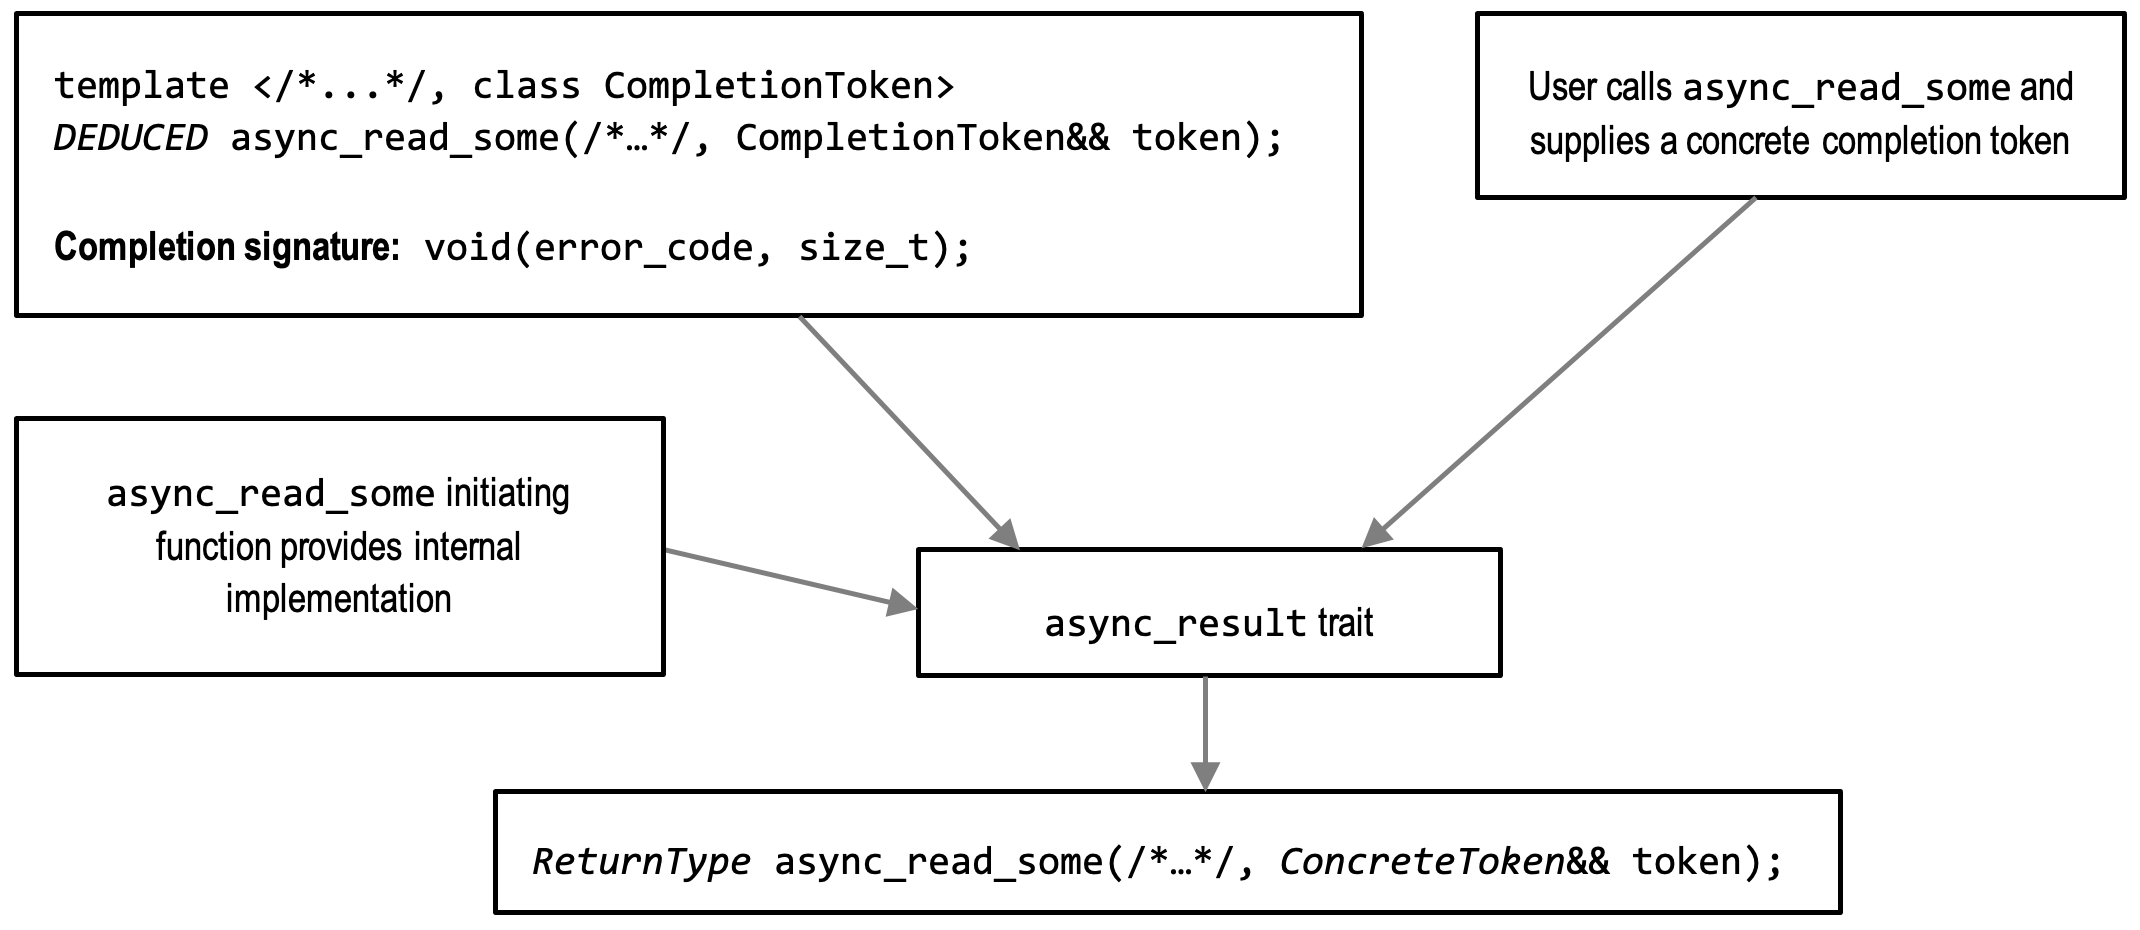 template </*...*/, class CompletionToken>
DEDUCED async_read_some(/*…*/, CompletionToken&& token);
Completion signature: void(error_code, size_t);
User calls async_read_some and
supplies a concrete completion token
async_read_some initiating
function provides internal
implementation
async_result trait
ReturnType async_read_some(/*…*/, ConcreteToken&& token);